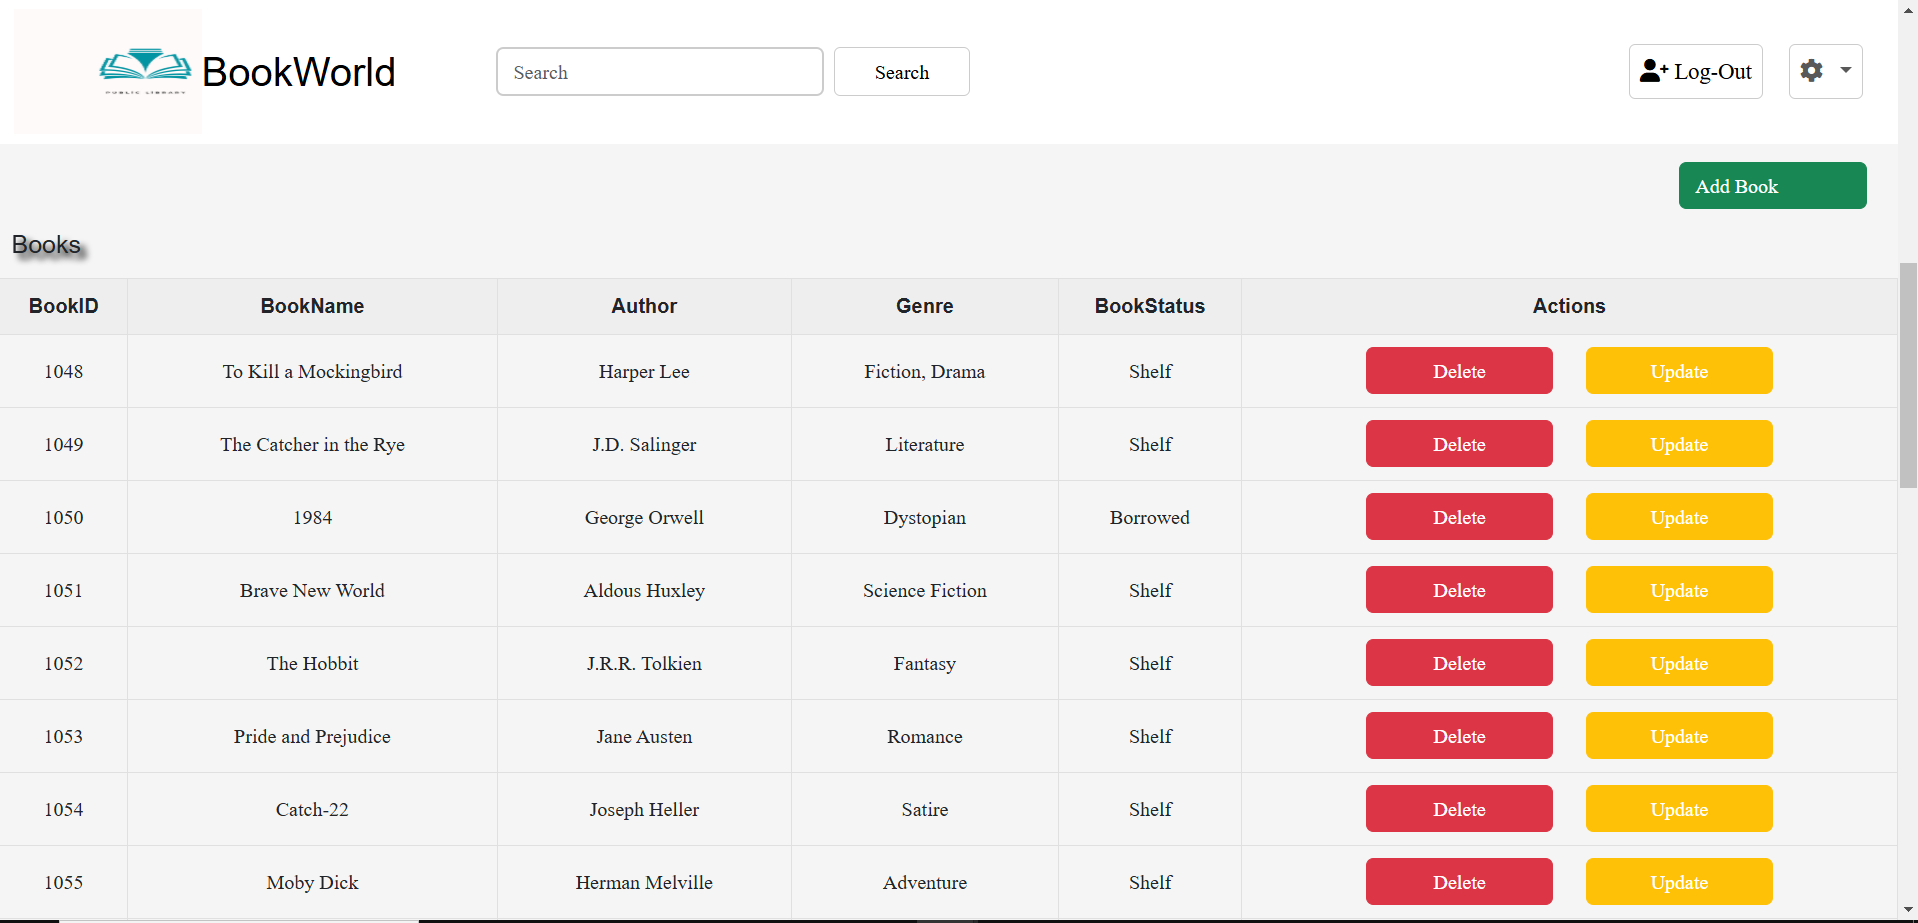 PUBLIC LIBRARY
BookWorld
Search
Search
Log-Out
Add Book
Books
BookID BookName Author Genre BookStatus Actions
1048 To Kill a Mockingbird Harper Lee Fiction, Drama Shelf Delete Update
1049 The Catcher in the Rye J.D. Salinger Literature Shelf Delete Update
1050 1984 George Orwell Dystopian Borrowed Delete Update
1051 Brave New World Aldous Huxley Science Fiction Shelf Delete Update
1052 The Hobbit J.R.R. Tolkien Fantasy Shelf Delete Update
1053 Pride and Prejudice Jane Austen Romance Shelf Delete Update
1054 Catch-22 Joseph Heller Satire Shelf Delete Update
1055 Moby Dick Herman Melville Adventure Shelf Delete Update